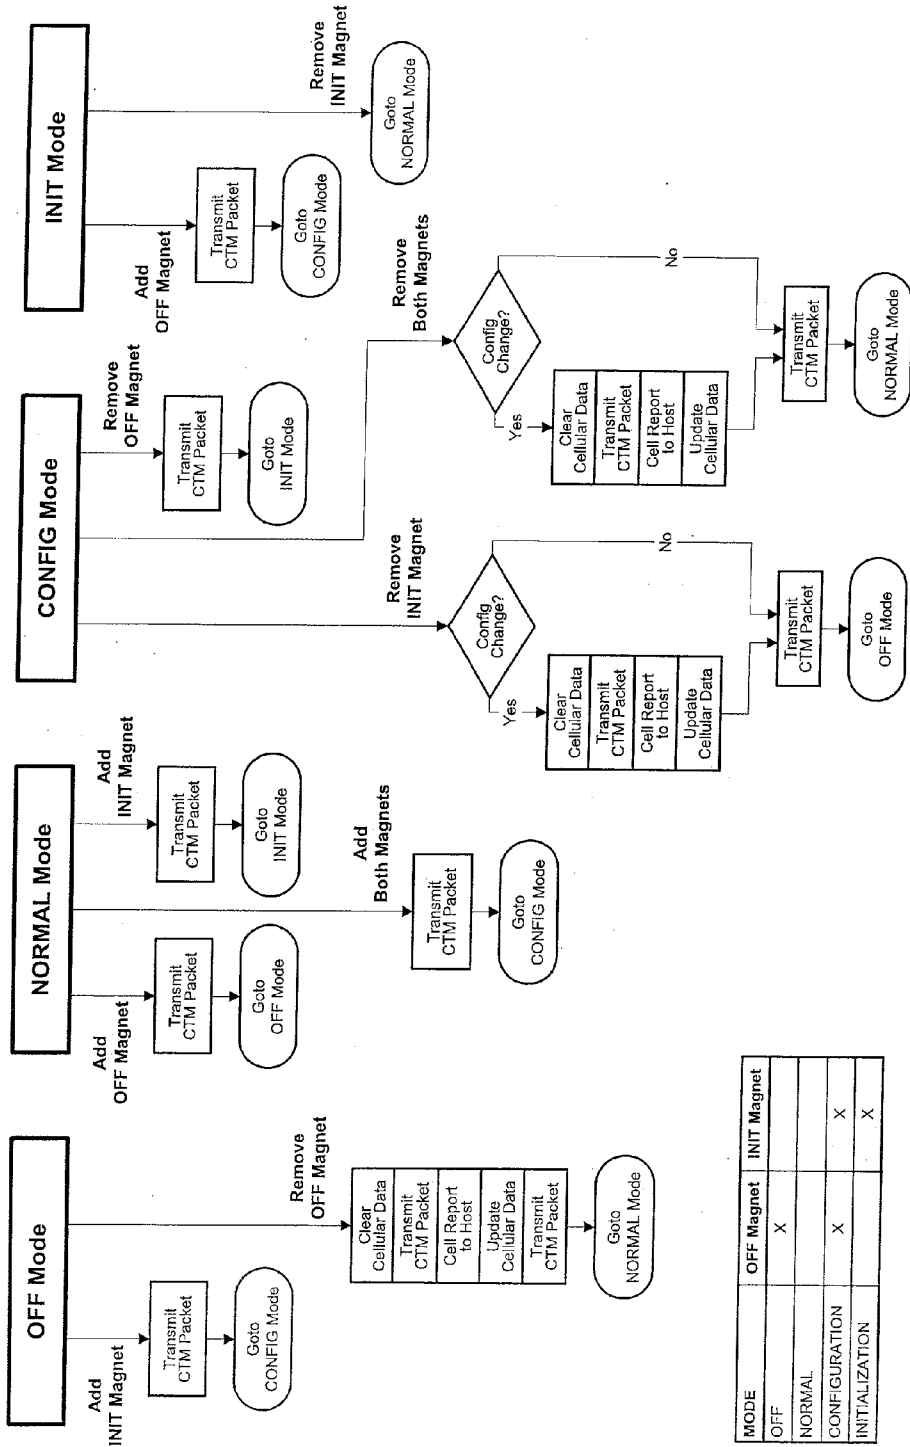 OFF Mode
Add
INIT Magnet
Transmit
CTM Packet
Goto
CONFIG Mode
Remove
OFF Magnet
Clear
Cellular Data
Transmit
CTM Packet
Cell Report
to Host
Update
Cellular Data
Transmit
CTM Packet
Goto
NORMAL Mode
NORMAL Mode
Add
OFF Magnet
Transmit
CTM Packet
Goto
OFF Mode
Add
INIT Magnet
Transmit
CTM Packet
Goto
INIT Mode
Add
Both Magnets
Transmit
CTM Packet
Goto
CONFIG Mode
CONFIG Mode
Remove
INIT Magnet
Config
Change?
Yes
No
Clear
Cellular Data
Transmit
CTM Packet
Cell Report
to Host
Update
Cellular Data
Transmit
CTM Packet
Goto
OFF Mode
Remove
OFF Magnet
Transmit
CTM Packet
Goto
INIT Mode
Remove
Both Magnets
Config
Change?
Yes
No
Clear
Cellular Data
Transmit
CTM Packet
Cell Report
to Host
Update
Cellular Data
Transmit
CTM Packet
Goto
NORMAL Mode
INIT Mode
Add
OFF Magnet
Transmit
CTM Packet
Goto
CONFIG Mode
Remove
INIT Magnet
Goto
NORMAL Mode
MODE OFF Magnet INIT Magnet
OFF X
NORMAL
CONFIGURATION X X
INITIALIZATION X